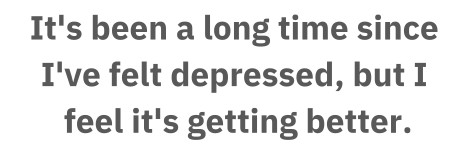 It's been a long time since
I've felt depressed, but I
feel it's getting better.